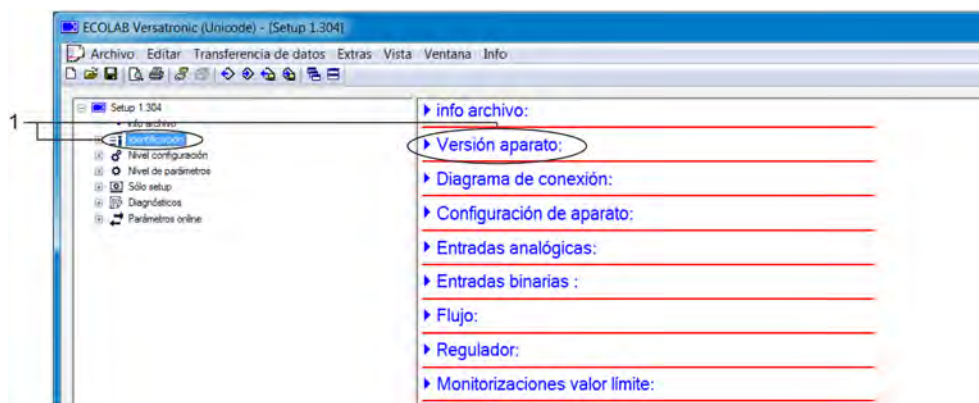 ECOLAB Versatronic (Unicode) - [Setup 1.304]
Archivo Editar Transferencia de datos Extras Vista Ventana Info
1
Setup 1.304
info archivo
Identificación
Nivel configuración
Nivel de parámetros
Sólo setup
Diagnósticos
Parámetros online
info archivo:
Versión aparato:
Diagrama de conexión:
Configuración de aparato:
Entradas analógicas:
Entradas binarias :
Flujo:
Regulador:
Monitorizaciones valor límite: